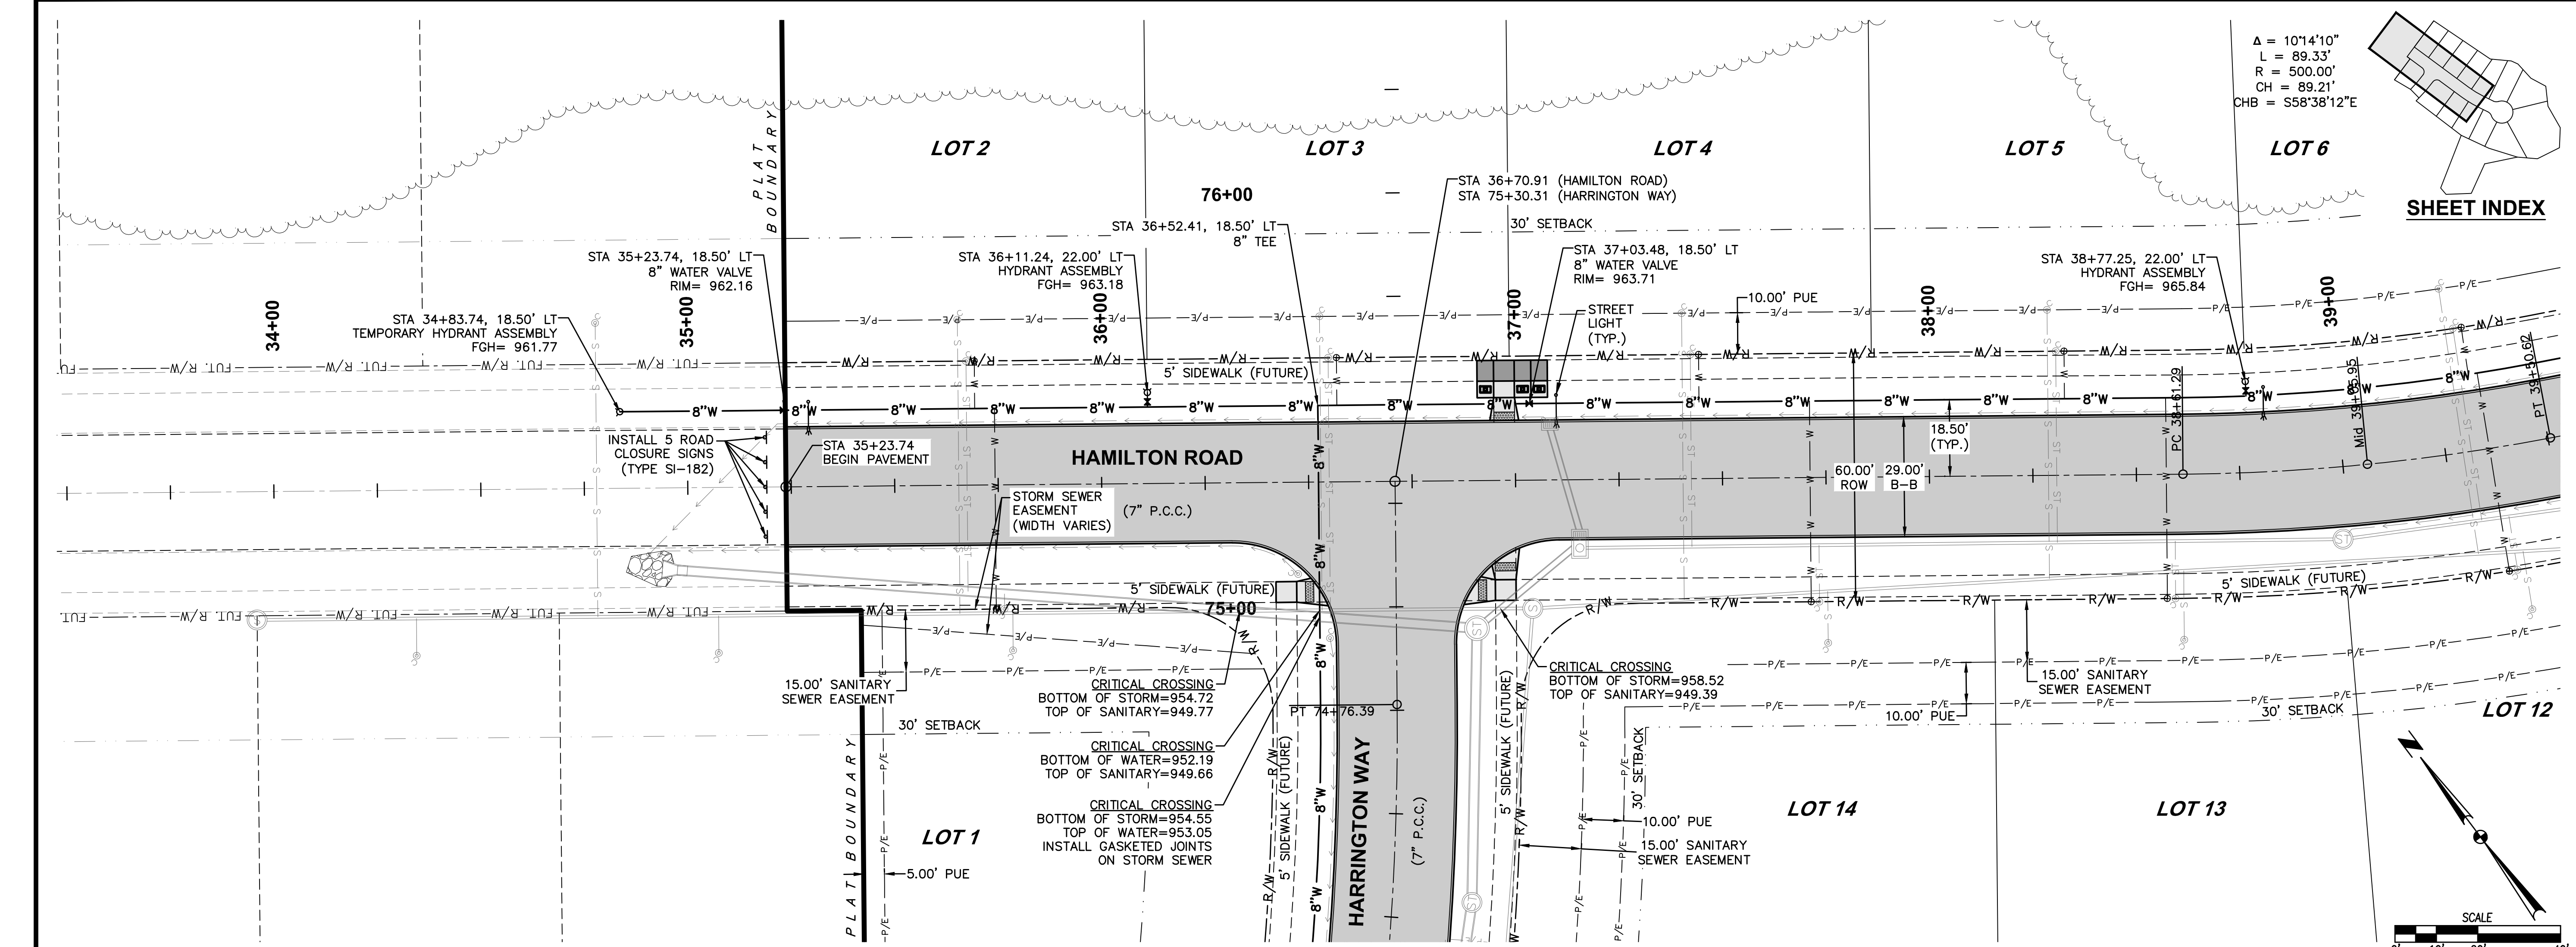 Δ = 10°14'10"
L = 89.33'
R = 500.00'
CH = 89.21'
CHB = S58°38'12"E
SHEET INDEX
PLAT
BOUNDARY
LOT 2
LOT 3
LOT 4
LOT 5
LOT 6
76+00
STA 36+70.91 (HAMILTON ROAD)
STA 75+30.31 (HARRINGTON WAY)
30' SETBACK
STA 36+52.41, 18.50' LT
8" TEE
STA 35+23.74, 18.50' LT
8" WATER VALVE
RIM= 962.16
STA 36+11.24, 22.00' LT
HYDRANT ASSEMBLY
FGH= 963.18
STA 37+03.48, 18.50' LT
8" WATER VALVE
RIM= 963.71
STA 38+77.25, 22.00' LT
HYDRANT ASSEMBLY
FGH= 965.84
34+00
35+00
36+00
37+00
38+00
39+00
STA 34+83.74, 18.50' LT
TEMPORARY HYDRANT ASSEMBLY
FGH= 961.77
STREET
LIGHT
(TYP.)
10.00' PUE
FUT. R/W
R/W
P/E
5' SIDEWALK (FUTURE)
8"W
INSTALL 5 ROAD
CLOSURE SIGNS
(TYPE SI-182)
STA 35+23.74
BEGIN PAVEMENT
HAMILTON ROAD
18.50'
(TYP.)
60.00'
ROW
29.00'
B-B
PC 38+61.29
PT 39+50.62
STORM SEWER
EASEMENT
(WIDTH VARIES)
(7" P.C.C.)
5' SIDEWALK (FUTURE)
75+00
5' SIDEWALK (FUTURE)
15.00' SANITARY
SEWER EASEMENT
CRITICAL CROSSING
BOTTOM OF STORM=954.72
TOP OF SANITARY=949.77
PT 74+76.39
CRITICAL CROSSING
BOTTOM OF STORM=958.52
TOP OF SANITARY=949.39
15.00' SANITARY
SEWER EASEMENT
10.00' PUE
30' SETBACK
LOT 12
30' SETBACK
CRITICAL CROSSING
BOTTOM OF WATER=952.19
TOP OF SANITARY=949.66
CRITICAL CROSSING
BOTTOM OF STORM=954.55
TOP OF WATER=953.05
INSTALL GASKETED JOINTS
ON STORM SEWER
PLAT BOUNDARY
LOT 1
5.00' PUE
5' SIDEWALK (FUTURE)
HARRINGTON WAY
(7" P.C.C.)
5' SIDEWALK (FUTURE)
30' SETBACK
10.00' PUE
15.00' SANITARY
SEWER EASEMENT
LOT 14
LOT 13
N
SCALE